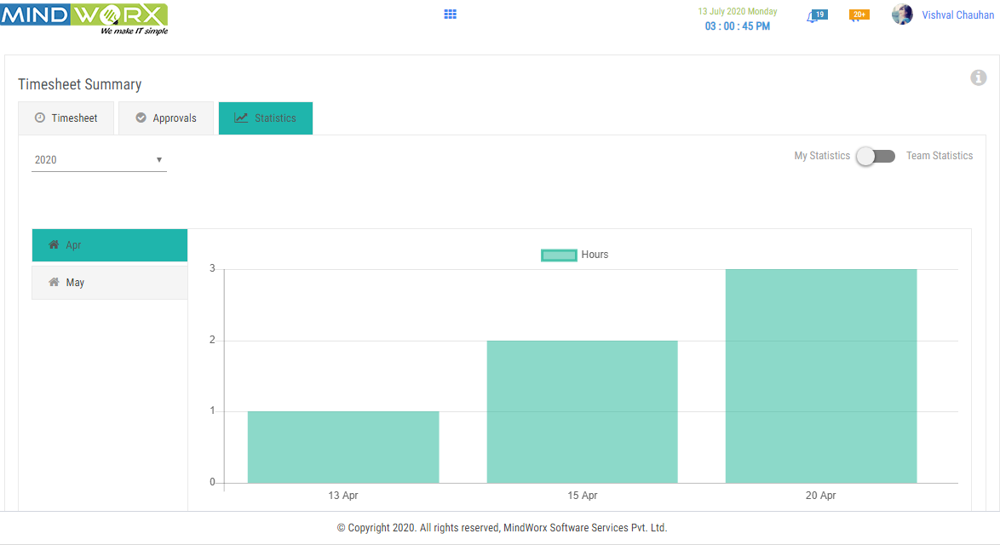 MINDWORX
We make IT simple
13 July 2020 Monday
03 : 00 : 45 PM
19
20+
Vishval Chauhan
Timesheet Summary
Timesheet
Approvals
Statistics
2020
My Statistics
Team Statistics
Apr
May
Hours
3
2
1
0
13 Apr
15 Apr
20 Apr
© Copyright 2020. All rights reserved, MindWorx Software Services Pvt. Ltd.